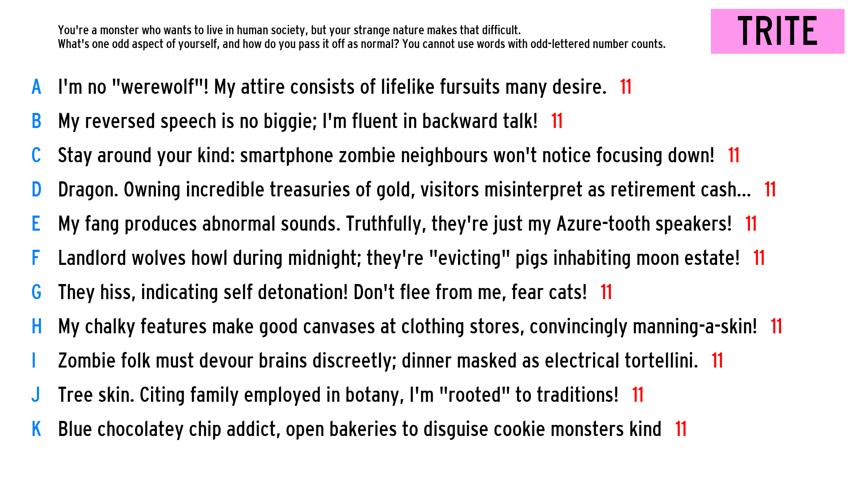 You're a monster who wants to live in human society, but your strange nature makes that difficult.
What's one odd aspect of yourself, and how do you pass it off as normal? You cannot use words with odd-lettered number counts.
TRITE
A I'm no "werewolf"! My attire consists of lifelike fursuits many desire. 11
B My reversed speech is no biggie; I'm fluent in backward talk! 11
C Stay around your kind: smartphone zombie neighbours won't notice focusing down! 11
D Dragon. Owning incredible treasuries of gold, visitors misinterpret as retirement cash... 11
E My fang produces abnormal sounds. Truthfully, they're just my Azure-tooth speakers! 11
F Landlord wolves howl during midnight; they're "evicting" pigs inhabiting moon estate! 11
G They hiss, indicating self detonation! Don't flee from me, fear cats! 11
H My chalky features make good canvases at clothing stores, convincingly manning-a-skin! 11
I Zombie folk must devour brains discreetly; dinner masked as electrical tortellini. 11
J Tree skin. Citing family employed in botany, I'm "rooted" to traditions! 11
K Blue chocolatey chip addict, open bakeries to disguise cookie monsters kind 11